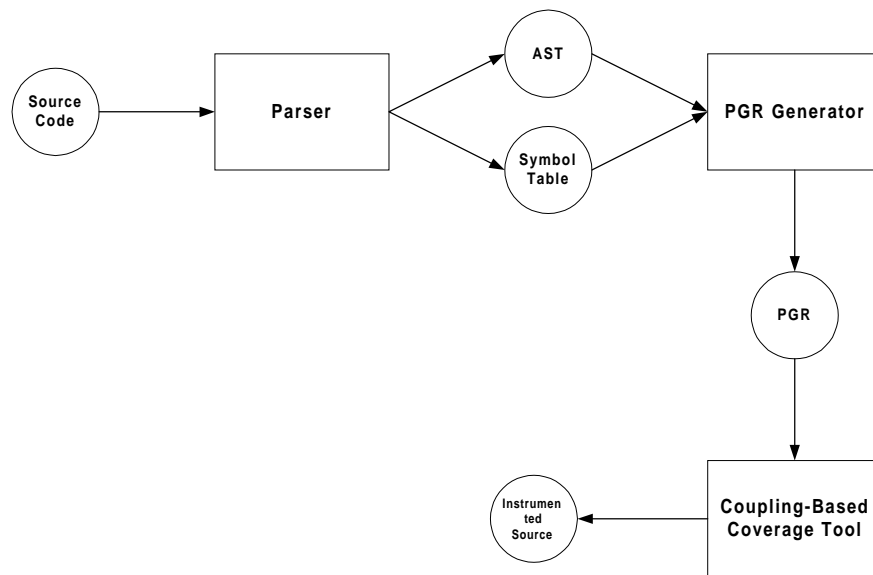 Source
Code
Parser
AST
Symbol
Table
PGR Generator
PGR
Coupling-Based
Coverage Tool
Instrumen
ted
Source